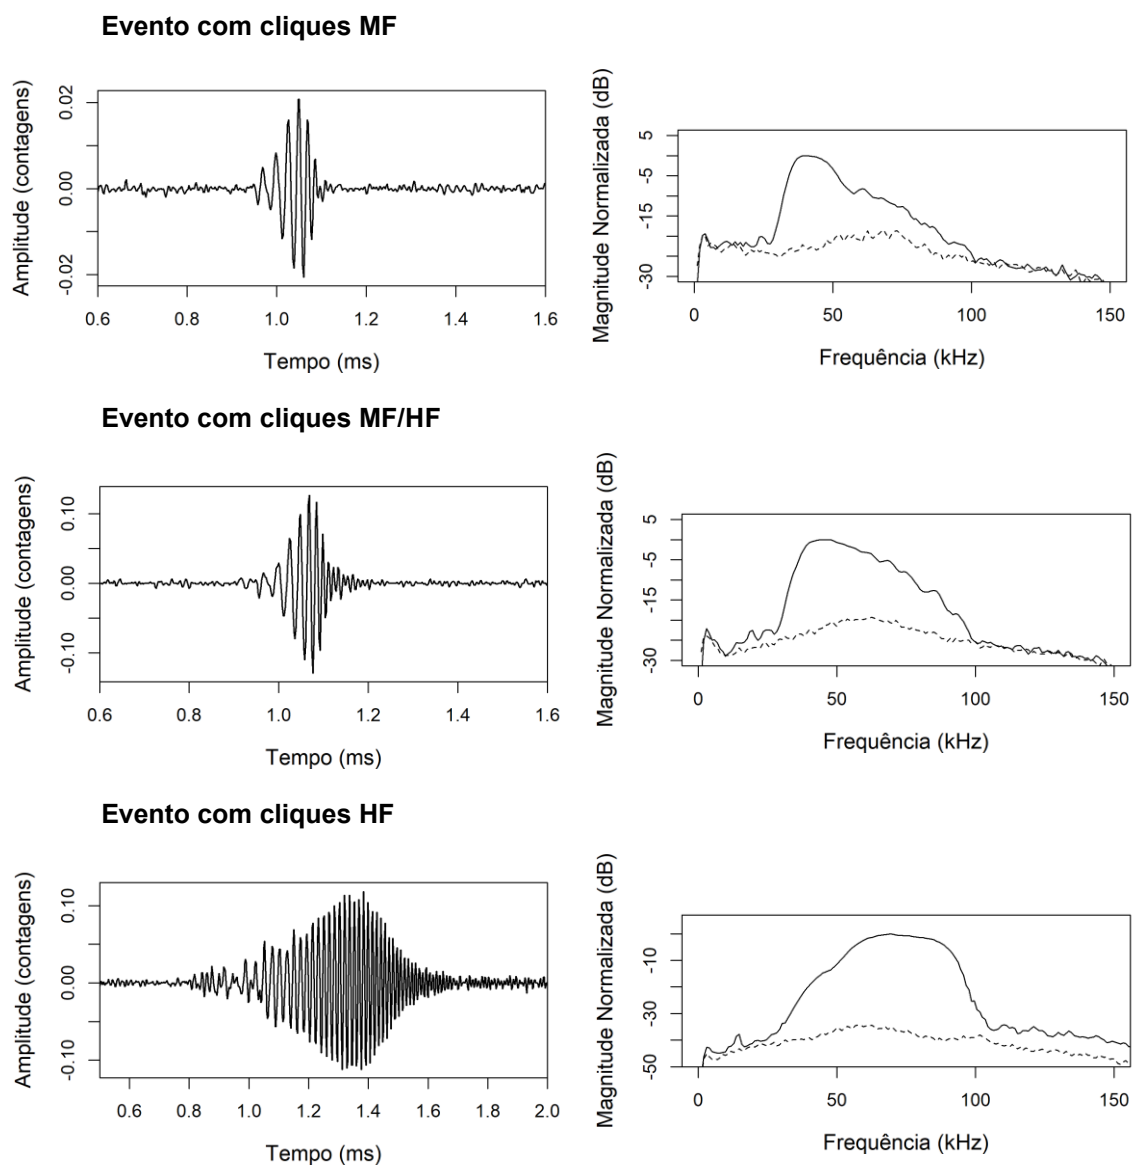 Evento com cliques MF
Amplitude (contagens)
0.02
0.00
-0.02
0.6 0.8 1.0 1.2 1.4 1.6
Tempo (ms)
Magnitude Normalizada (dB)
5
-5
-15
-30
0 50 100 150
Frequência (kHz)
Evento com cliques MF/HF
Amplitude (contagens)
0.10
0.00
-0.10
0.6 0.8 1.0 1.2 1.4 1.6
Tempo (ms)
Magnitude Normalizada (dB)
5
-5
-15
-30
0 50 100 150
Frequência (kHz)
Evento com cliques HF
Amplitude (contagens)
0.10
0.00
-0.10
0.6 0.8 1.0 1.2 1.4 1.6 1.8 2.0
Tempo (ms)
Magnitude Normalizada (dB)
-10
-30
-50
0 50 100 150
Frequência (kHz)